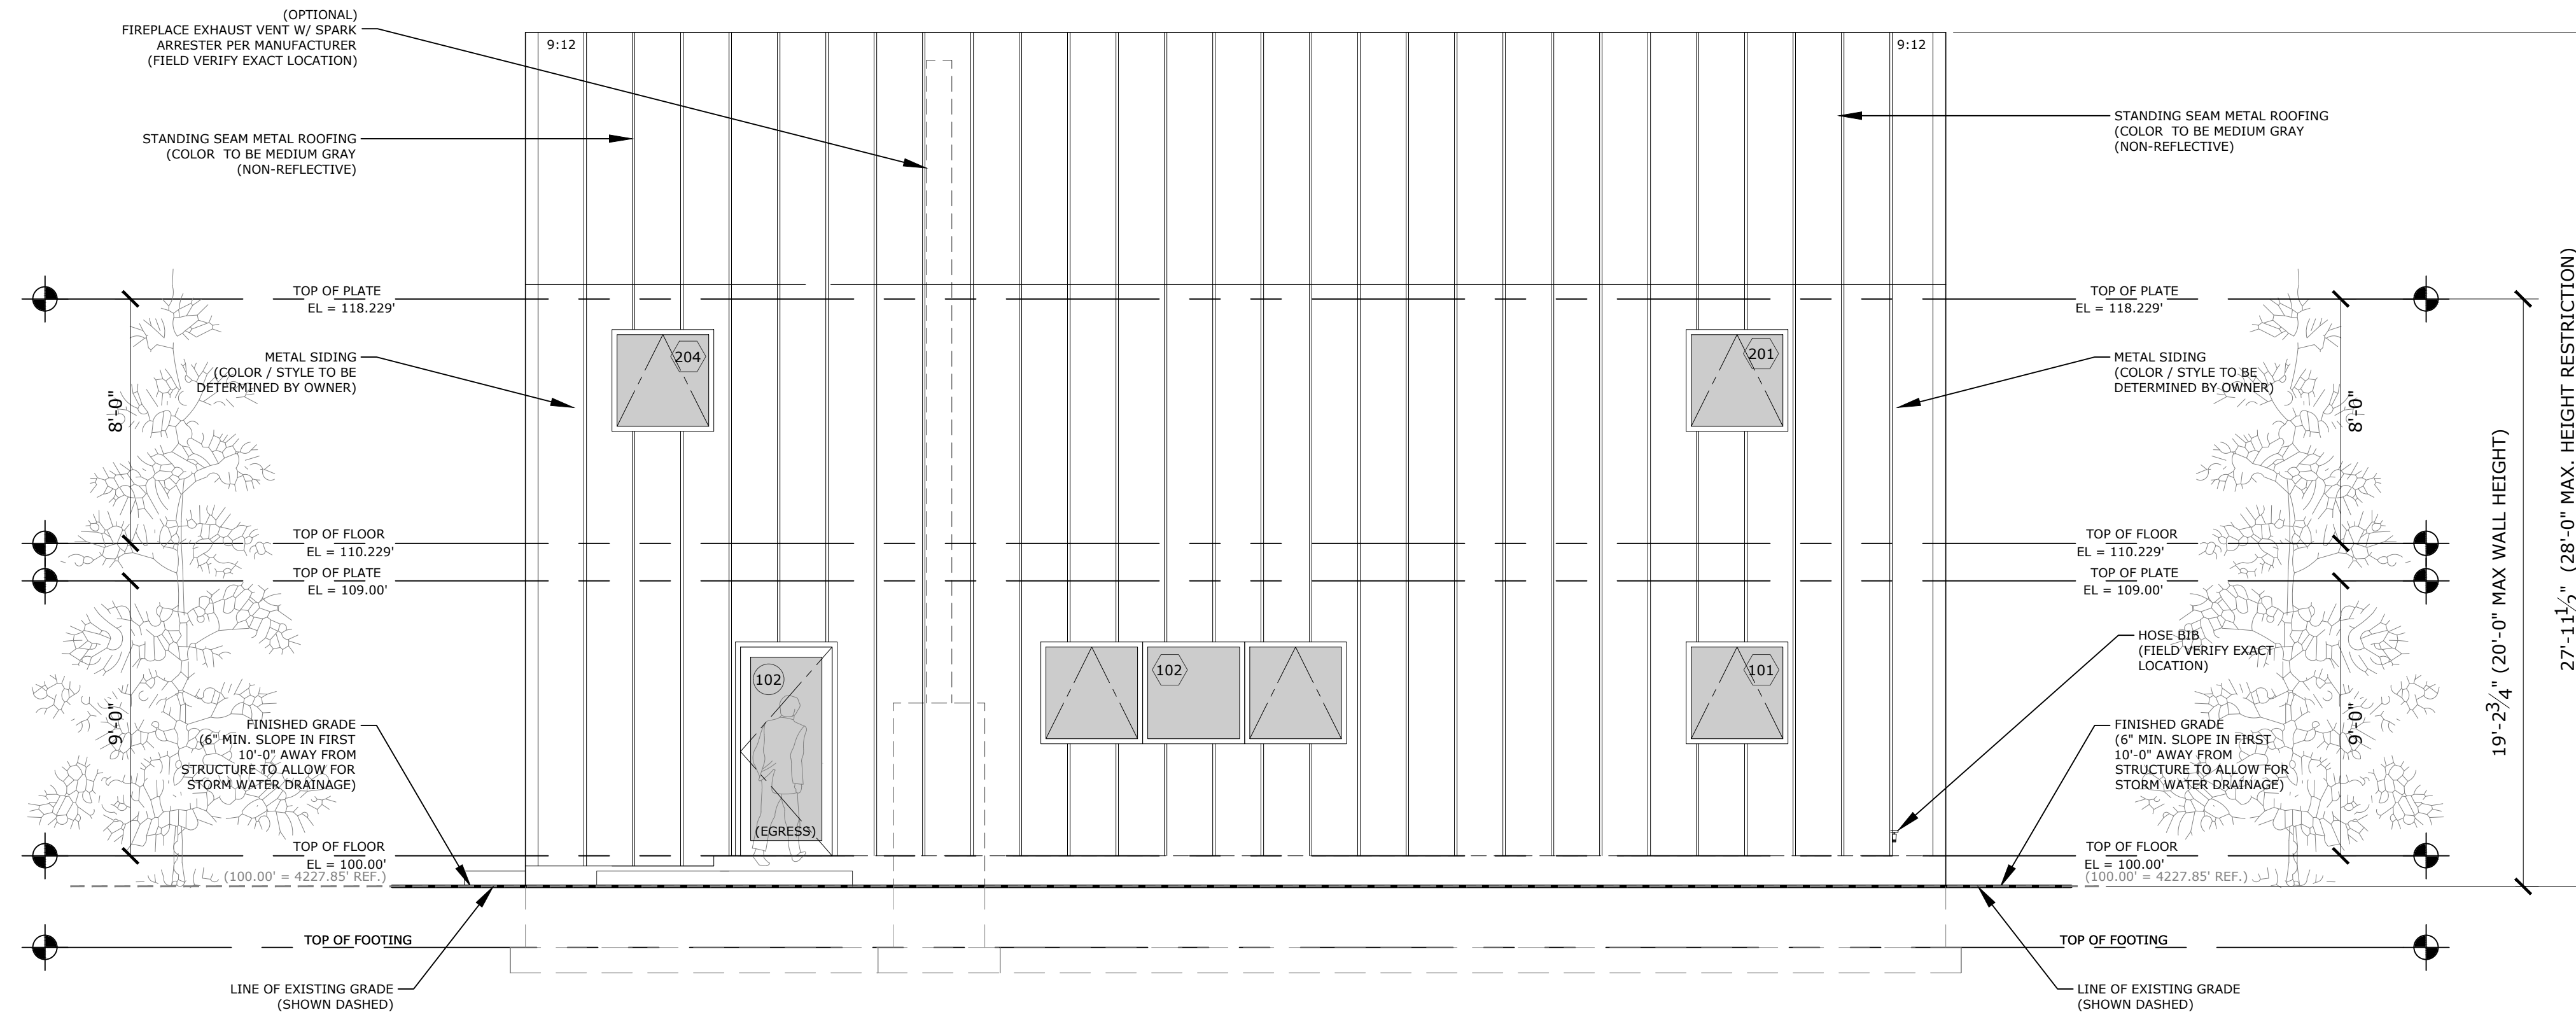 (OPTIONAL)
FIREPLACE EXHAUST VENT W/ SPARK
ARRESTER PER MANUFACTURER
(FIELD VERIFY EXACT LOCATION)
9:12
9:12
STANDING SEAM METAL ROOFING
(COLOR TO BE MEDIUM GRAY
(NON-REFLECTIVE)
STANDING SEAM METAL ROOFING
(COLOR TO BE MEDIUM GRAY
(NON-REFLECTIVE)
TOP OF PLATE
EL = 118.229'
TOP OF PLATE
EL = 118.229'
METAL SIDING
(COLOR / STYLE TO BE
DETERMINED BY OWNER)
204
201
METAL SIDING
(COLOR / STYLE TO BE
DETERMINED BY OWNER)
8'-0"
8'-0"
TOP OF FLOOR
EL = 110.229'
TOP OF PLATE
EL = 109.00'
TOP OF FLOOR
EL = 110.229'
TOP OF PLATE
EL = 109.00'
19'-2 3/4" (20'-0" MAX WALL HEIGHT)
27'-11 1/2" (28'-0" MAX. HEIGHT RESTRICTION)
102
102
101
HOSE BIB
(FIELD VERIFY EXACT
LOCATION)
9'-0"
9'-0"
FINISHED GRADE
(6" MIN. SLOPE IN FIRST
10'-0" AWAY FROM
STRUCTURE TO ALLOW FOR
STORM WATER DRAINAGE)
FINISHED GRADE
(6" MIN. SLOPE IN FIRST
10'-0" AWAY FROM
STRUCTURE TO ALLOW FOR
STORM WATER DRAINAGE)
(EGRESS)
TOP OF FLOOR
EL = 100.00'
(100.00' = 4227.85' REF.)
TOP OF FLOOR
EL = 100.00'
(100.00' = 4227.85' REF.)
TOP OF FOOTING
TOP OF FOOTING
LINE OF EXISTING GRADE
(SHOWN DASHED)
LINE OF EXISTING GRADE
(SHOWN DASHED)